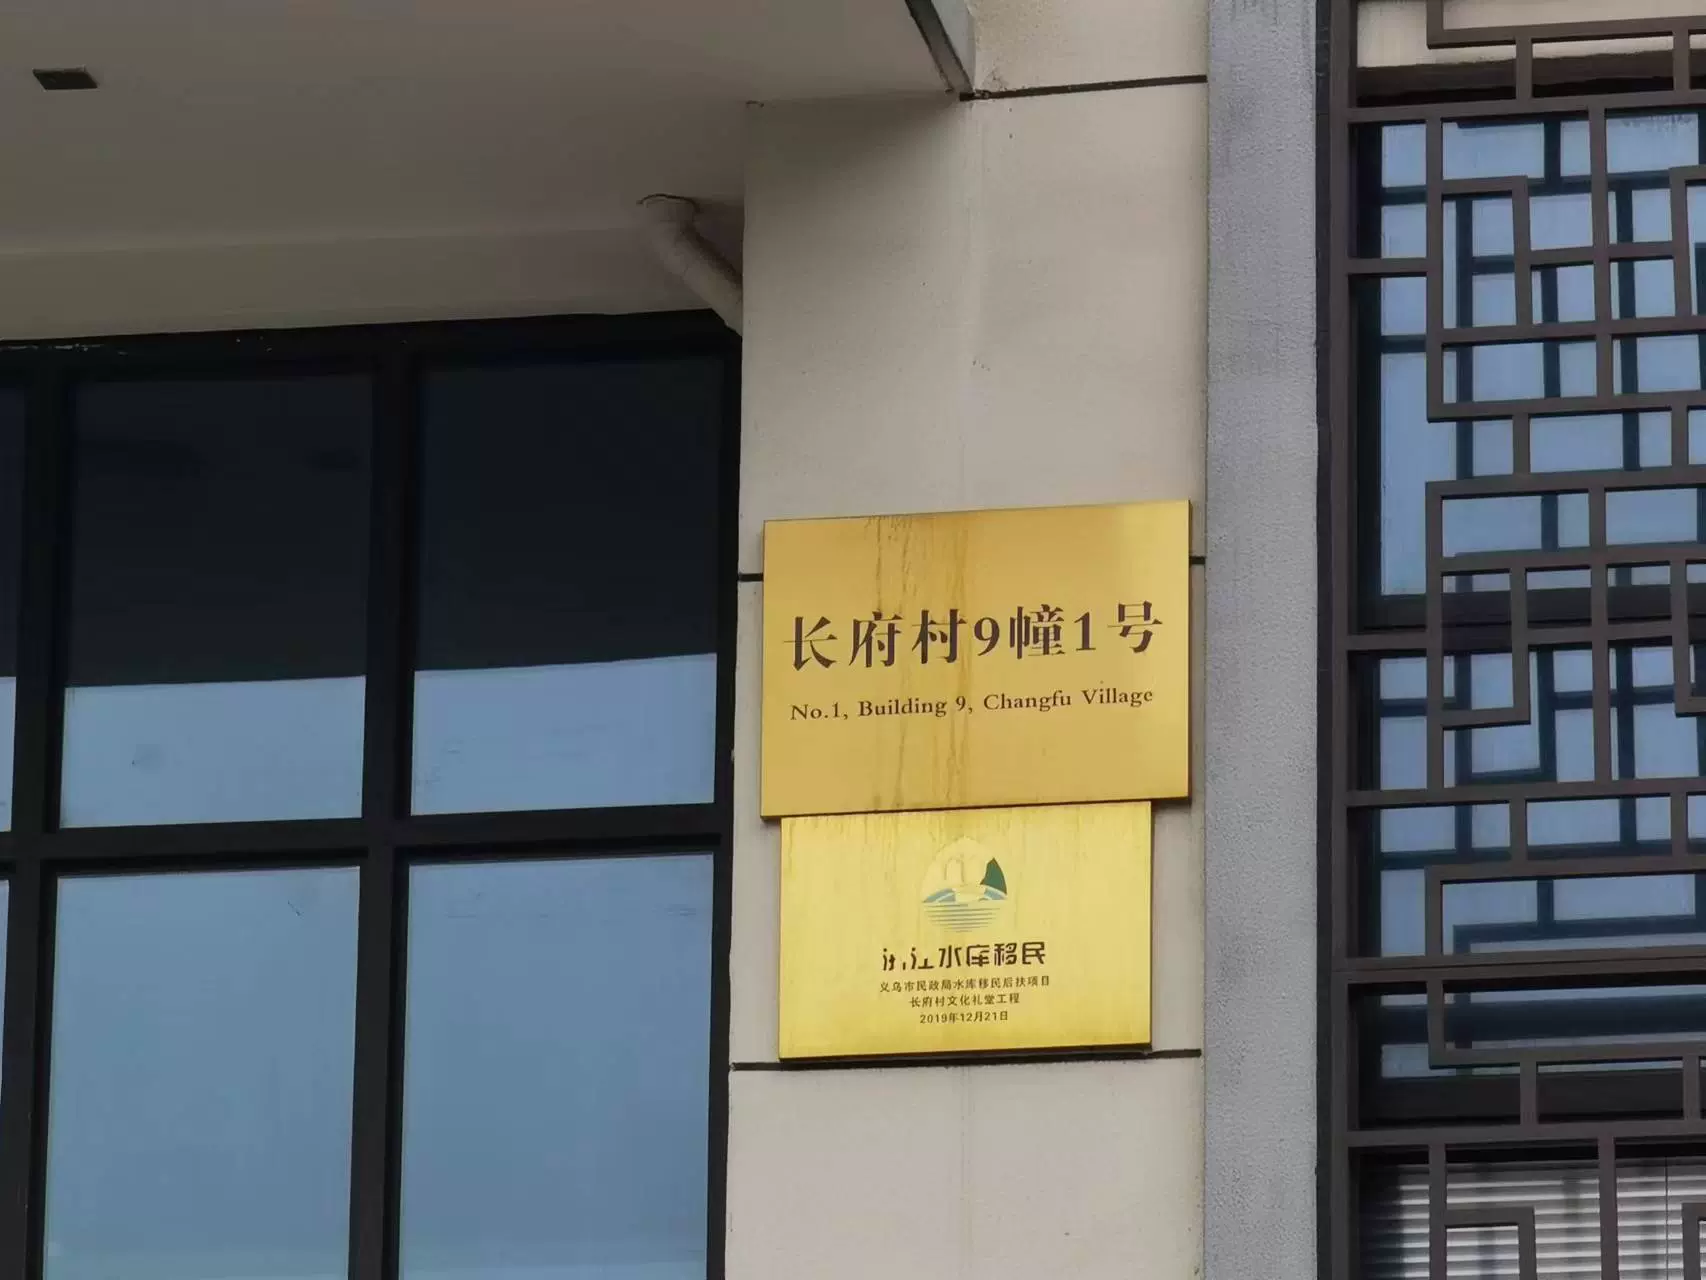 长府村9幢1号
No.1, Building 9, Changfu Village
浙江水库移民
义乌市民政局水库移民后扶项目
长府村文化礼堂工程
2019年12月21日